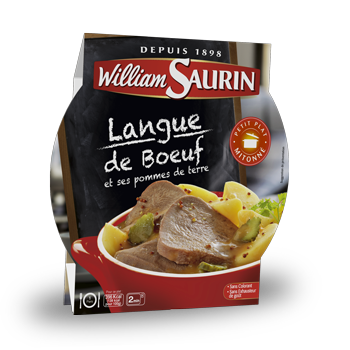 DEPUIS 1898
William SAURIN
Langue
de Boeuf
et ses pommes de terre
PETIT PLAT
MITONNÉ
2min
• Sans Colorant
• Sans Exhausteur
de goût